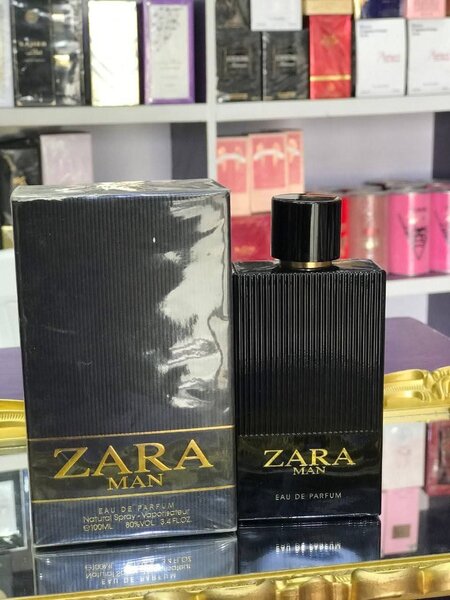 ZARA
MAN
EAU DE PARFUM
Natural Spray - Vaporisateur
℮100ML 80%VOL 3.4 FL.OZ.
ZARA
MAN
EAU DE PARFUM